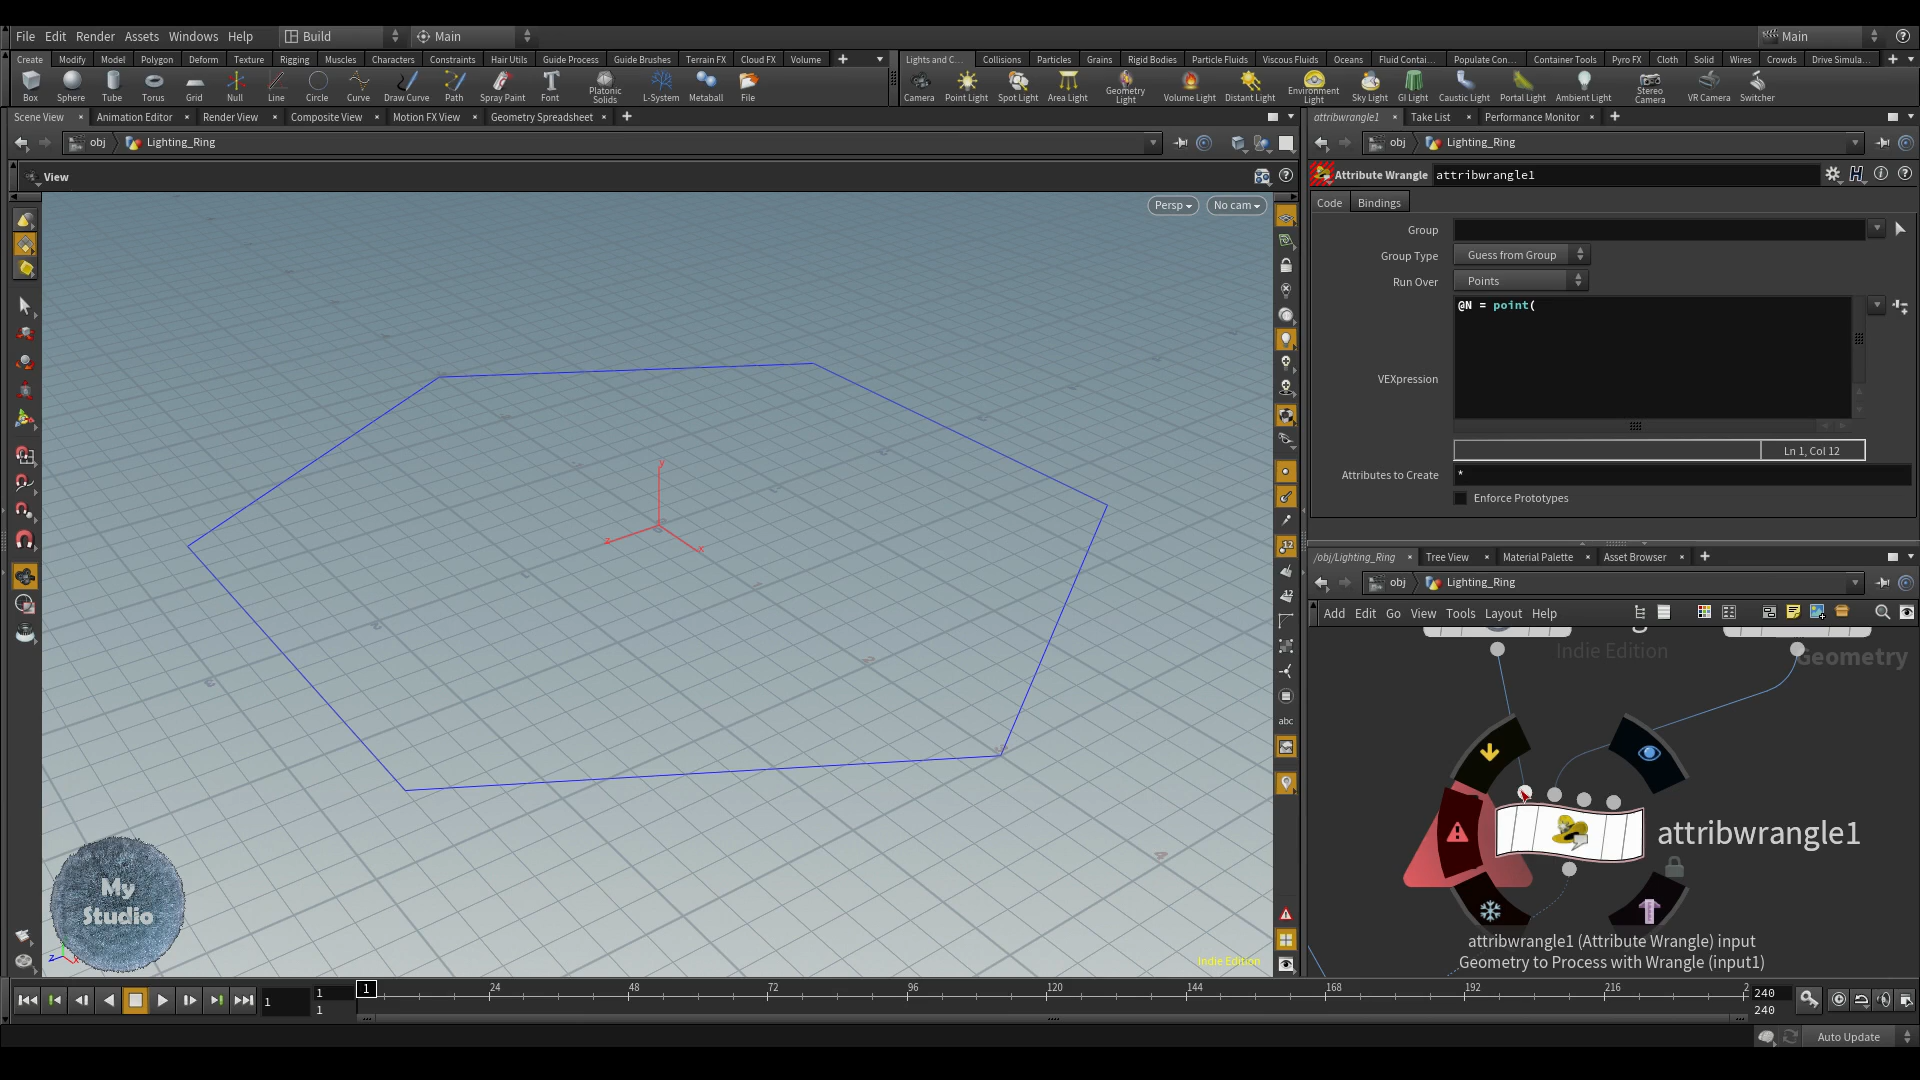 File Edit Render Assets Windows Help Build Main Main
Create Modify Model Polygon Deform Texture Rigging Muscles Characters Constraints Hair Utils Guide Process Guide Brushes Terrain FX Cloud FX Volume
Lights and C... Collisions Particles Grains Rigid Bodies Particle Fluids Viscous Fluids Oceans Fluid Contai... Populate Con... Container Tools Pyro FX Cloth Solid Wires Crowds Drive Simula...
Box Sphere Tube Torus Grid Null Line Circle Curve Draw Curve Path Spray Paint Font Platonic Solids L-System Metaball File
Camera Point Light Spot Light Area Light Geometry Light Volume Light Distant Light Environment Light Sky Light GI Light Caustic Light Portal Light Ambient Light Stereo Camera VR Camera Switcher
Scene View Animation Editor Render View Composite View Motion FX View Geometry Spreadsheet
attribwrangle1 Take List Performance Monitor
obj Lighting_Ring
obj Lighting_Ring
View
Attribute Wrangle attribwrangle1
Code Bindings
Persp No cam
Group
Group Type Guess from Group
Run Over Points
@N = point(
VEXpression
Ln 1, Col 12
Attributes to Create *
Enforce Prototypes
y
z
x
/obj/Lighting_Ring Tree View Material Palette Asset Browser
obj Lighting_Ring
Add Edit Go View Tools Layout Help
Indie Edition
Geometry
attribwrangle1
attribwrangle1 (Attribute Wrangle) input
Geometry to Process with Wrangle (input1)
12
12
abc
My
Studio
z x
Indie Edition
1 1 1 24 48 72 96 120 144 168 192 216 2 240
1 240
Auto Update